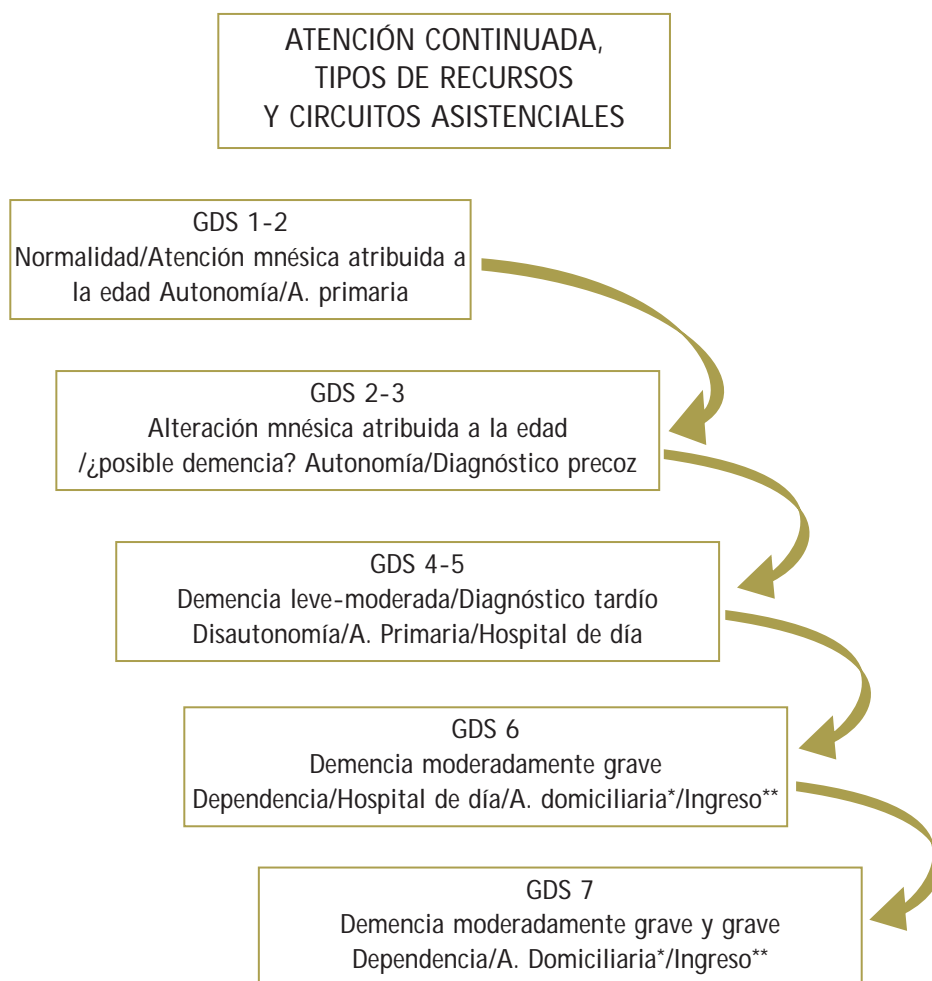 ATENCIÓN CONTINUADA,
TIPOS DE RECURSOS
Y CIRCUITOS ASISTENCIALES
GDS 1-2
Normalidad/Atención mnésica atribuida a
la edad Autonomía/A. primaria
GDS 2-3
Alteración mnésica atribuida a la edad
/¿posible demencia? Autonomía/Diagnóstico precoz
GDS 4-5
Demencia leve-moderada/Diagnóstico tardío
Disautonomía/A. Primaria/Hospital de día
GDS 6
Demencia moderadamente grave
Dependencia/Hospital de día/A. domiciliaria*/Ingreso**
GDS 7
Demencia moderadamente grave y grave
Dependencia/A. Domiciliaria*/Ingreso**